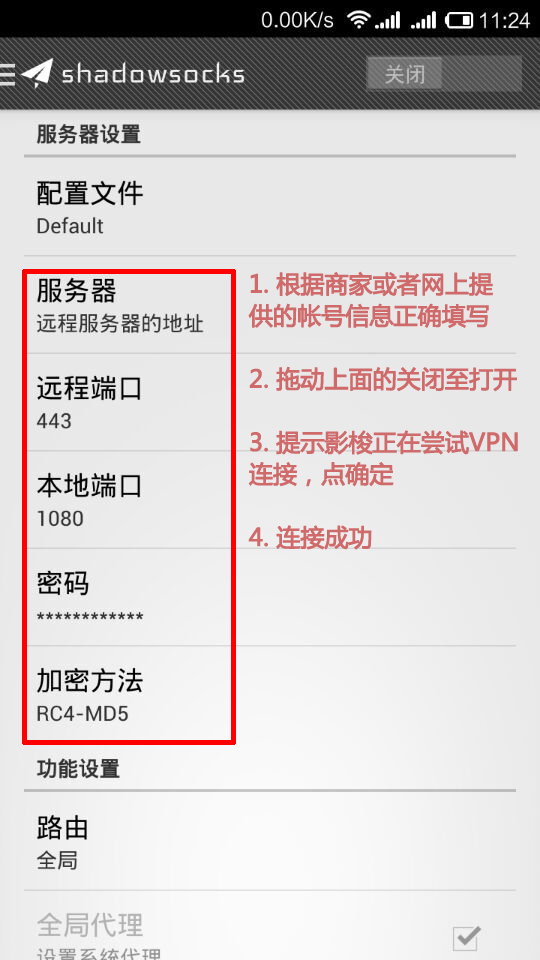 0.00K/s 11:24
shadowsocks 关闭
服务器设置
配置文件
Default
服务器
远程服务器的地址
1. 根据商家或者网上提
供的帐号信息正确填写
远程端口
443
2. 拖动上面的关闭至打开
3. 提示影梭正在尝试VPN
连接，点确定
本地端口
1080
4. 连接成功
密码
************
加密方法
RC4-MD5
功能设置
路由
全局
全局代理
设置系统代理